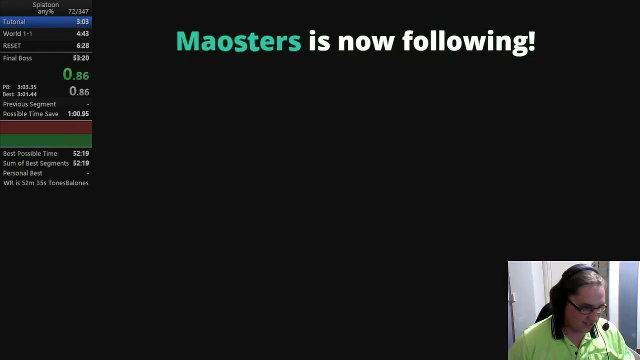 Splatoon
any% 72/347
Tutorial 3:03
World 1-1 4:43
RESET 6:28
Final Boss 53:20
0.86
PB: 3:03.35
Best: 3:01.44
0.86
Previous Segment -
Possible Time Save 1:00.95
Best Possible Time 52:19
Sum of Best Segments 52:19
Personal Best -
WR is 52m 35s TonesBalones
Maosters is now following!